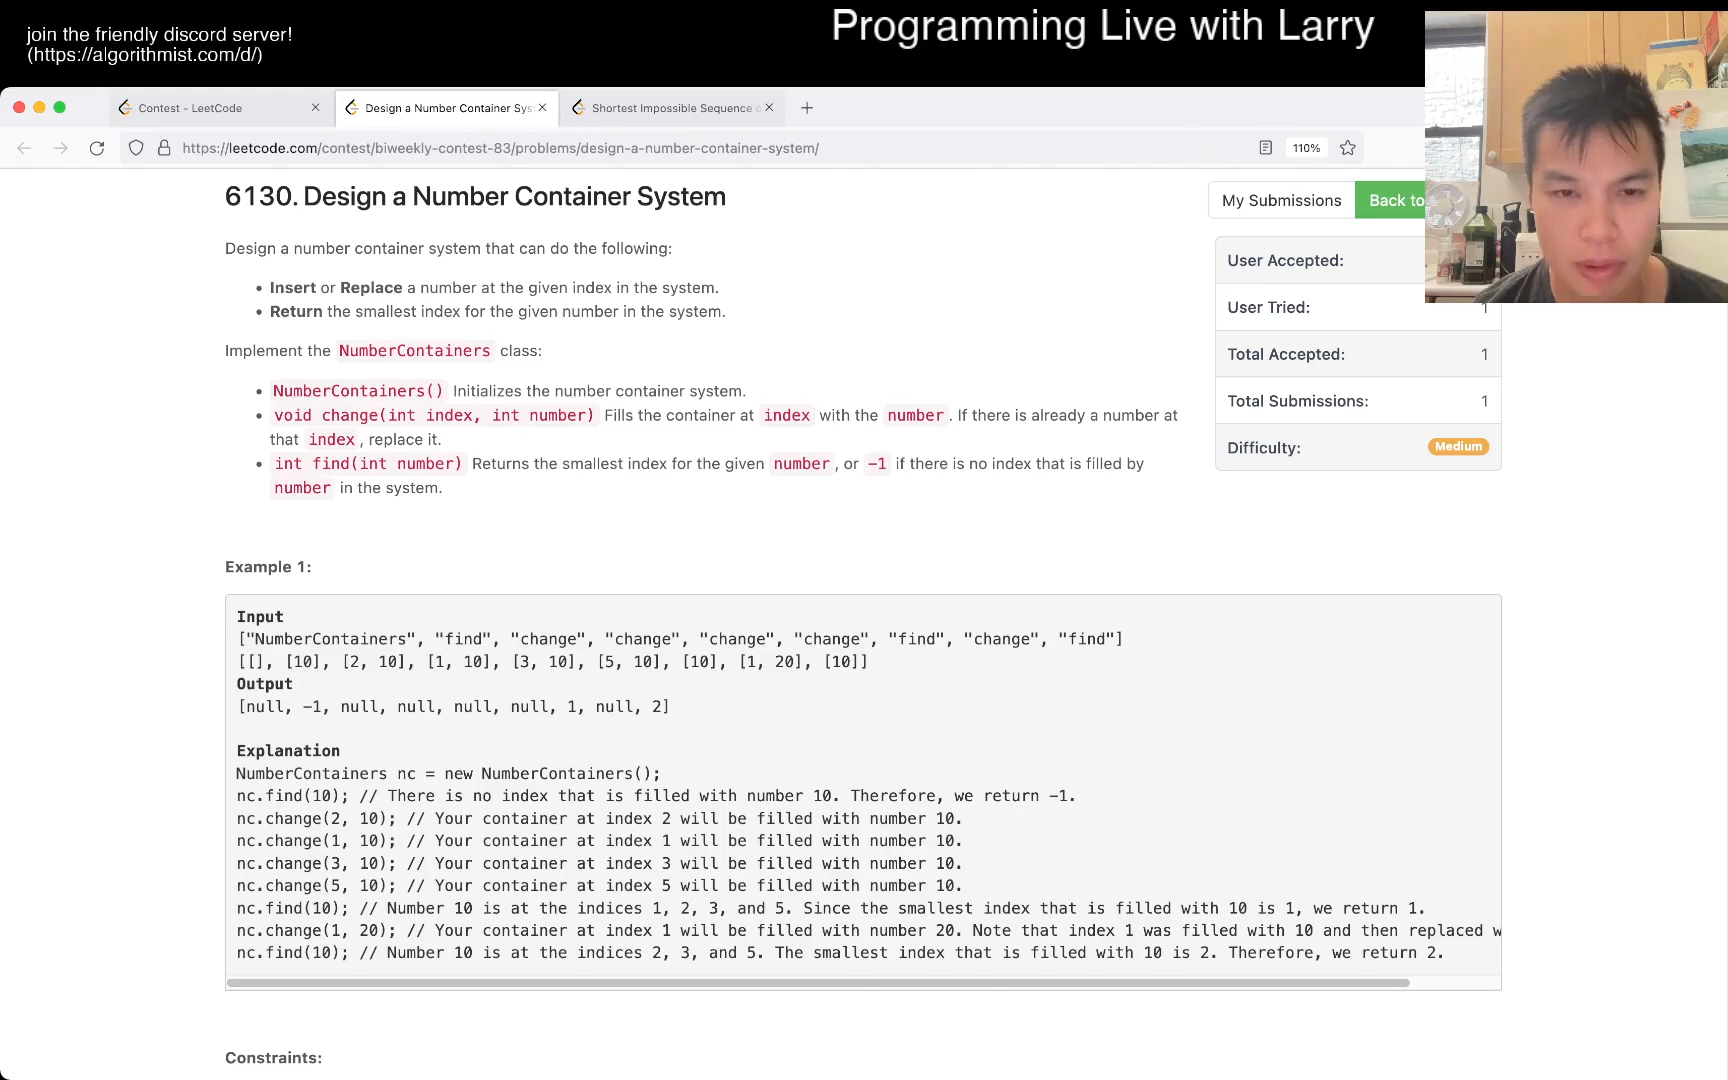 join the friendly discord server!
(https://algorithmist.com/d/)
Programming Live with Larry
Contest - LeetCode
Design a Number Container Sys
Shortest Impossible Sequence o
https://leetcode.com/contest/biweekly-contest-83/problems/design-a-number-container-system/
110%
6130. Design a Number Container System
My Submissions
Back to
Design a number container system that can do the following:
• Insert or Replace a number at the given index in the system.
• Return the smallest index for the given number in the system.
Implement the NumberContainers class:
• NumberContainers() Initializes the number container system.
• void change(int index, int number) Fills the container at index with the number. If there is already a number at
that index, replace it.
• int find(int number) Returns the smallest index for the given number, or -1 if there is no index that is filled by
number in the system.
User Accepted:
User Tried: 1
Total Accepted: 1
Total Submissions: 1
Difficulty: Medium
Example 1:
Input
["NumberContainers", "find", "change", "change", "change", "change", "find", "change", "find"]
[[], [10], [2, 10], [1, 10], [3, 10], [5, 10], [10], [1, 20], [10]]
Output
[null, -1, null, null, null, null, 1, null, 2]
Explanation
NumberContainers nc = new NumberContainers();
nc.find(10); // There is no index that is filled with number 10. Therefore, we return -1.
nc.change(2, 10); // Your container at index 2 will be filled with number 10.
nc.change(1, 10); // Your container at index 1 will be filled with number 10.
nc.change(3, 10); // Your container at index 3 will be filled with number 10.
nc.change(5, 10); // Your container at index 5 will be filled with number 10.
nc.find(10); // Number 10 is at the indices 1, 2, 3, and 5. Since the smallest index that is filled with 10 is 1, we return 1.
nc.change(1, 20); // Your container at index 1 will be filled with number 20. Note that index 1 was filled with 10 and then replaced w
nc.find(10); // Number 10 is at the indices 2, 3, and 5. The smallest index that is filled with 10 is 2. Therefore, we return 2.
Constraints: